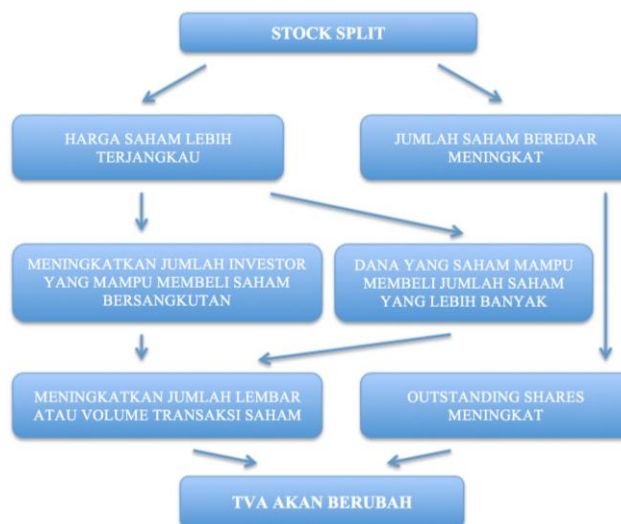 STOCK SPLIT
HARGA SAHAM LEBIH
TERJANGKAU
JUMLAH SAHAM BEREDAR
MENINGKAT
MENINGKATKAN JUMLAH INVESTOR
YANG MAMPU MEMBELI SAHAM
BERSANGKUTAN
DANA YANG SAHAM MAMPU
MEMBELI JUMLAH SAHAM
YANG LEBIH BANYAK
MENINGKATKAN JUMLAH LEMBAR
ATAU VOLUME TRANSAKSI SAHAM
OUTSTANDING SHARES
MENINGKAT
TVA AKAN BERUBAH